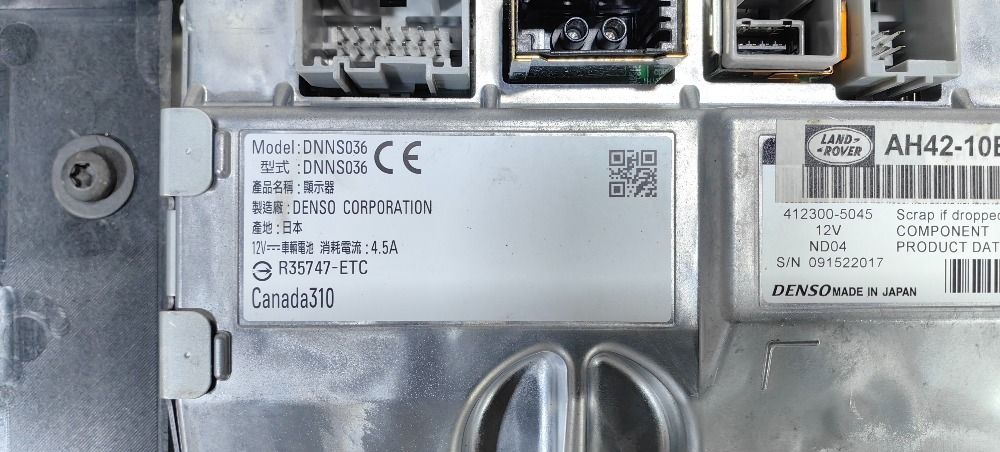 Model:DNNS036
型式:DNNS036
CE
產品名稱:顯示器
製造廠:DENSO CORPORATION
產地:日本
12V⎓車輛電池 消耗電流:4.5A
R35747-ETC
Canada310
LAND-
-ROVER
AH42-10E
412300-5045
Scrap if dropped
12V
COMPONENT
ND04
PRODUCT DAT
S/N 091522017
DENSO MADE IN JAPAN